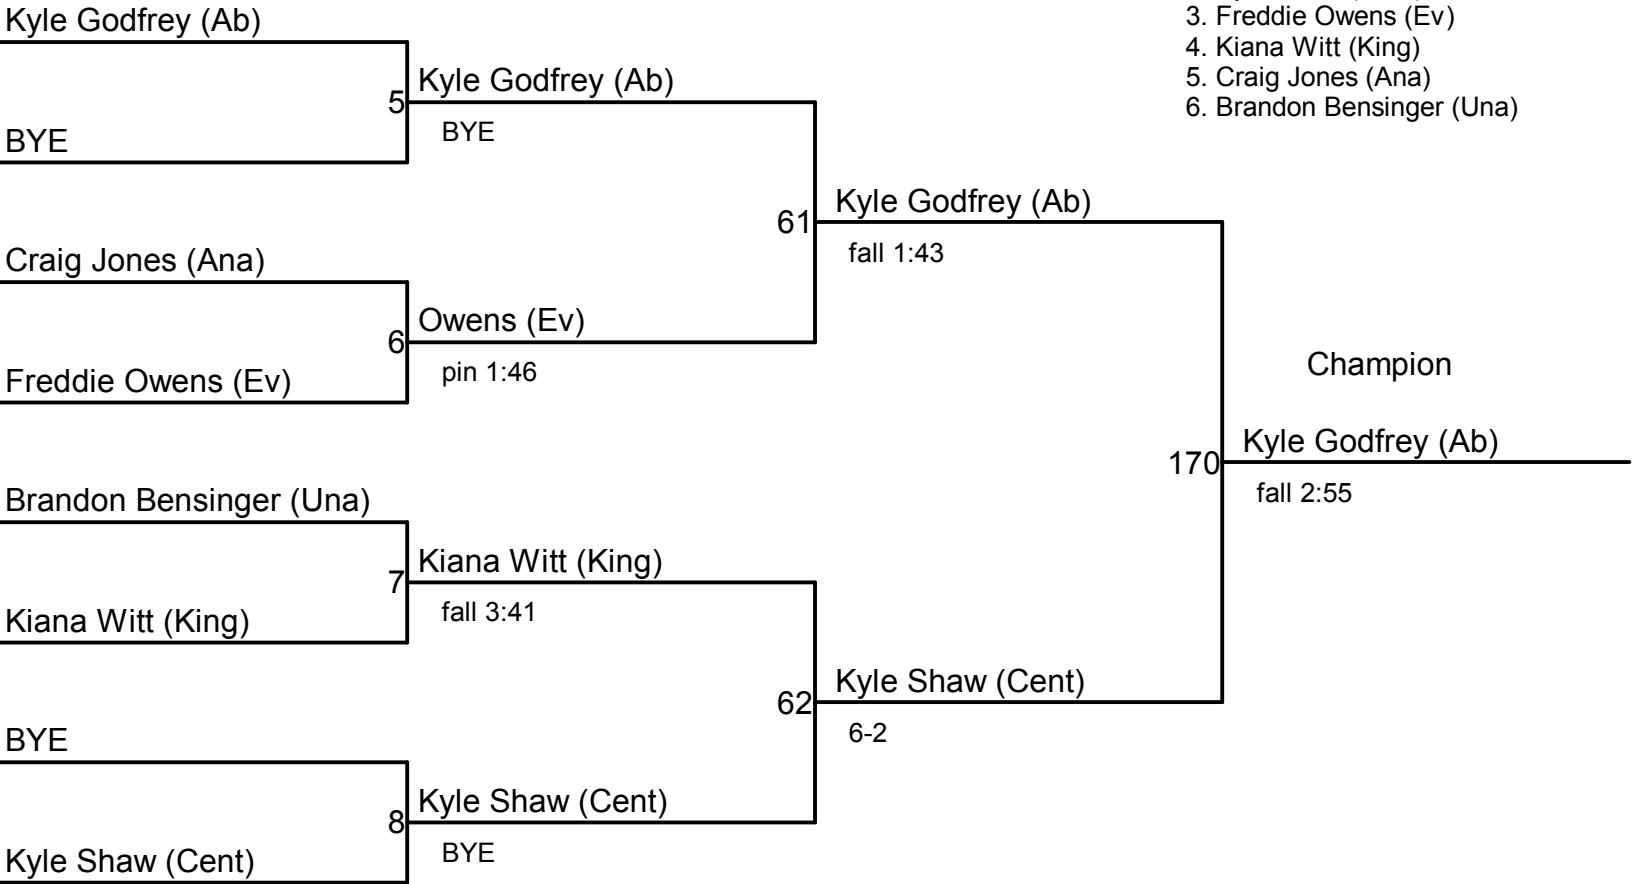 Kyle Godfrey (Ab)
BYE
Craig Jones (Ana)
Freddie Owens (Ev)
Brandon Bensinger (Una)
Kiana Witt (King)
BYE
Kyle Shaw (Cent)
5
Kyle Godfrey (Ab)
BYE
6
Owens (Ev)
pin 1:46
7
Kiana Witt (King)
fall 3:41
8
Kyle Shaw (Cent)
BYE
61
Kyle Godfrey (Ab)
fall 1:43
62
Kyle Shaw (Cent)
6-2
3. Freddie Owens (Ev)
4. Kiana Witt (King)
5. Craig Jones (Ana)
6. Brandon Bensinger (Una)
Champion
170
Kyle Godfrey (Ab)
fall 2:55